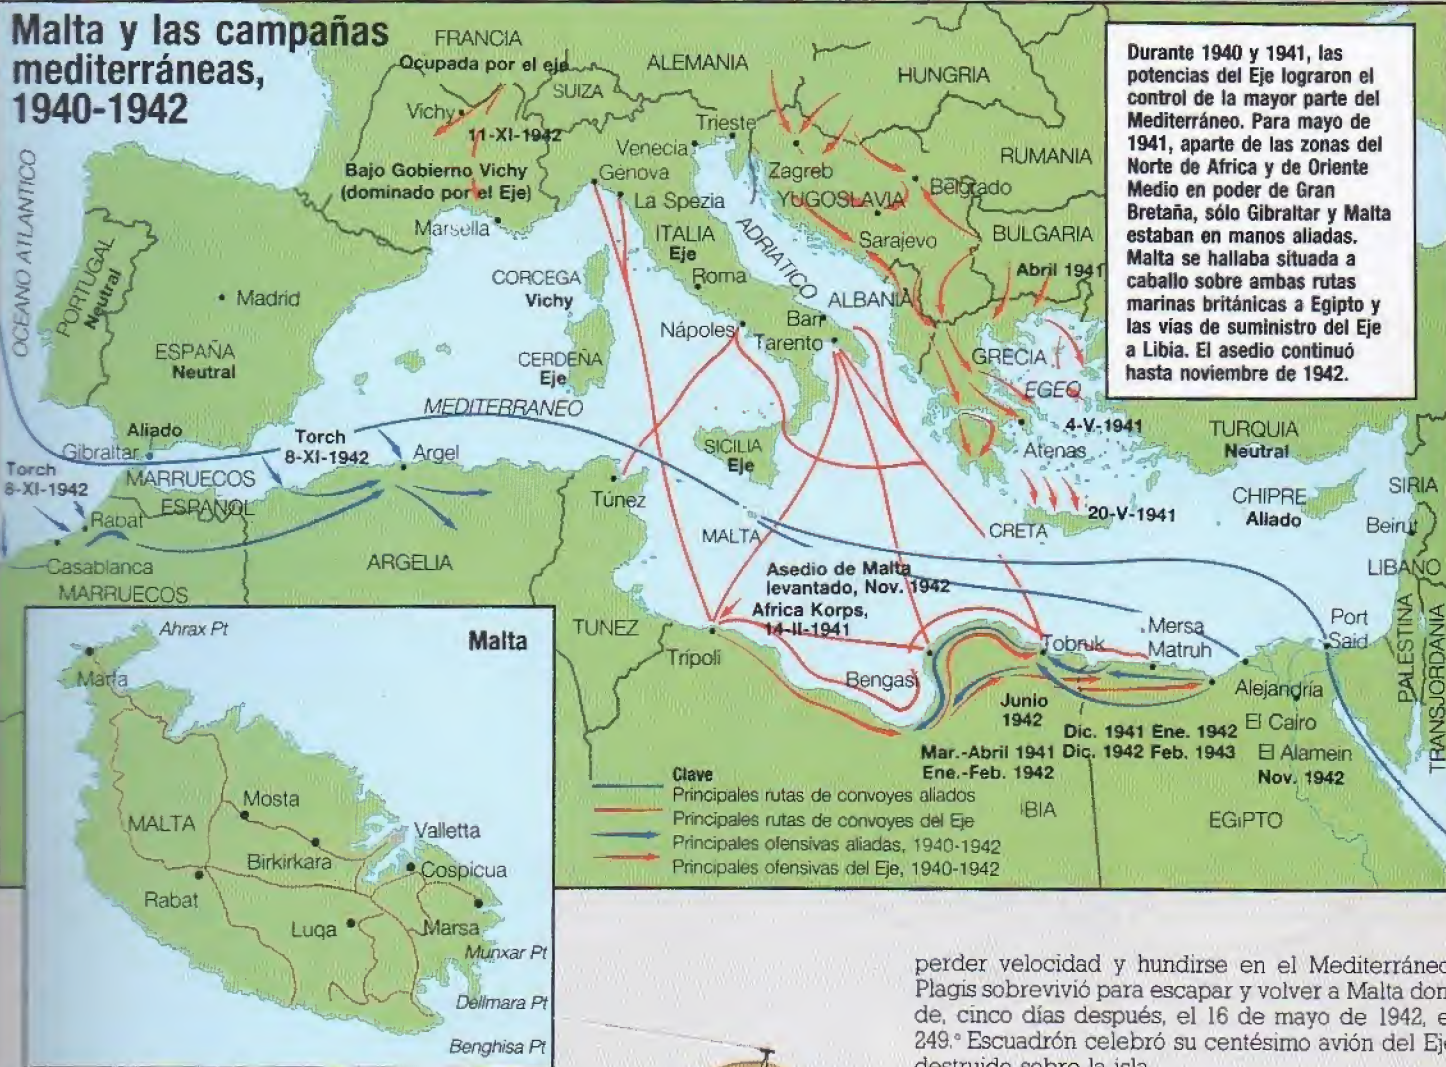 Malta y las campañas
mediterráneas,
1940-1942
FRANCIA
Ocupada por el eje
SUIZA
ALEMANIA
HUNGRIA
Vichy
11-XI-1942
Bajo Gobierno Vichy
(dominado por el Eje)
Marsella
Venecia
Trieste
Génova
La Spezia
Zagreb
YUGOSLAVIA
Belgrado
RUMANIA
Sarajevo
BULGARIA
Abril 1941
ITALIA
Eje
Roma
ADRIATICO
ALBANIA
CORCEGA
Vichy
Nápoles
Bari
Tarento
CERDEÑA
Eje
GRECIA
EGEO
4-V-1941
Atenas
20-V-1941
CRETA
OCEANO ATLANTICO
PORTUGAL
Neutral
Madrid
ESPAÑA
Neutral
MEDITERRANEO
Aliado
Gibraltar
Torch
8-XI-1942
Argel
Torch
8-XI-1942
MARRUECOS
ESPAÑOL
Rabat
Casablanca
MARRUECOS
ARGELIA
SICILIA
Eje
Túnez
MALTA
Asedio de Malta
levantado, Nov. 1942
Africa Korps,
14-II-1941
TUNEZ
Trípoli
Bengasi
Tobruk
Mersa
Matruh
Port
Said
Alejandría
El Cairo
El Alamein
Nov. 1942
Junio
1942
Dic. 1941 Ene. 1942
Dic. 1942 Feb. 1943
Mar.-Abril 1941
Ene.-Feb. 1942
IBIA
EGIPTO
TURQUIA
Neutral
CHIPRE
Aliado
SIRIA
Beirut
LIBANO
PALESTINA
TRANSJORDANIA
Durante 1940 y 1941, las
potencias del Eje lograron el
control de la mayor parte del
Mediterráneo. Para mayo de
1941, aparte de las zonas del
Norte de Africa y de Oriente
Medio en poder de Gran
Bretaña, sólo Gibraltar y Malta
estaban en manos aliadas.
Malta se hallaba situada a
caballo sobre ambas rutas
marinas británicas a Egipto y
las vías de suministro del Eje
a Libia. El asedio continuó
hasta noviembre de 1942.
Clave
Principales rutas de convoyes aliados
Principales rutas de convoyes del Eje
Principales ofensivas aliadas, 1940-1942
Principales ofensivas del Eje, 1940-1942
Malta
Ahrax Pt
Marfa
MALTA
Mosta
Birkirkara
Valletta
Cospicua
Rabat
Luqa
Marsa
Munxar Pt
Dellmara Pt
Benghisa Pt
perder velocidad y hundirse en el Mediterráneo
Plagis sobrevivió para escapar y volver a Malta don
de, cinco días después, el 16 de mayo de 1942, e
249.° Escuadrón celebró su centésimo avión del Eje
destruido sobre la isla